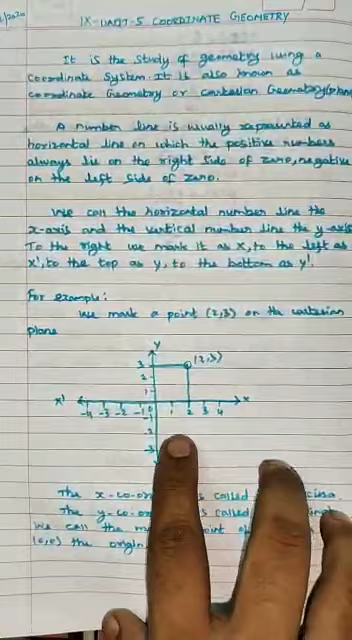 /2020
IX-UNIT-5 COORDINATE GEOMETRY
It is the study of geometry using a
coordinate System. It is also known as
coordinate Geometry or cartesian Geometry
A number line is usually represented as
horizontal line on which the positive numbers
always lie on the right side of zero, negative
on the left side of zero.
We call the horizontal number line the
x-axis and the vertical number line the y-axis.
To the right we mark it as X, to the left as
X', to the top as y, to the bottom as y'.
For example:
We mark a point (2,3) on the cartesian
plane
Y
3 (2,3)
2
1
X' -4 -3 -2 -1 0 1 2 3 4 X
-1
-2
-3
The x-co-or s called
The y-co-or s called
We call the oint of
(0,0) the origin